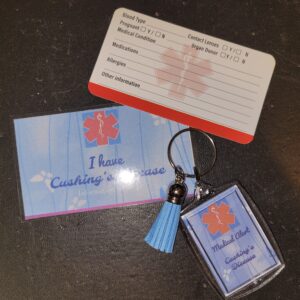 Blood Type
Pregnant ☐ Y / ☐ N Contact Lenses ☐ Y / ☐ N
Medical Condition Organ Donor ☐ Y / ☐ N
Medications
Allergies
Other information
I have
Cushing's Disease
Medical Alert
Cushing's
Disease